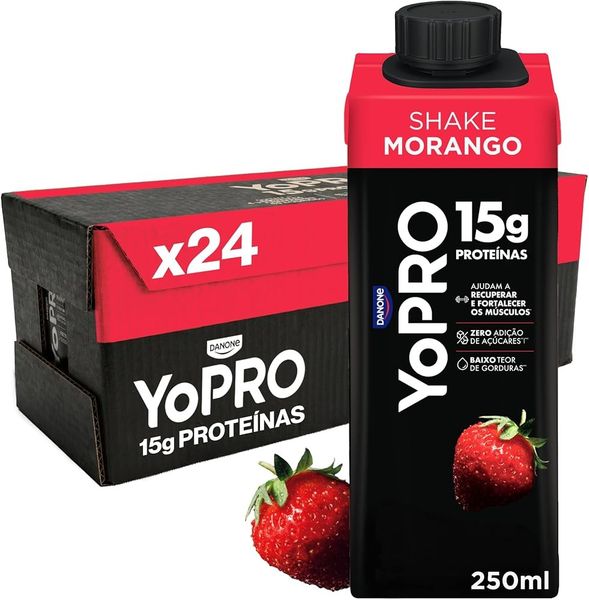 SHAKE
MORANGO
YoPRO
15g
PROTEÍNAS
AJUDAM A
RECUPERAR
E FORTALECER
OS MÚSCULOS*
ZERO ADIÇÃO
DE AÇÚCARES*/**
BAIXO TEOR
DE GORDURAS**
DANONE
250ml
x24
DANONE
YoPRO
15g PROTEÍNAS
YoPRO